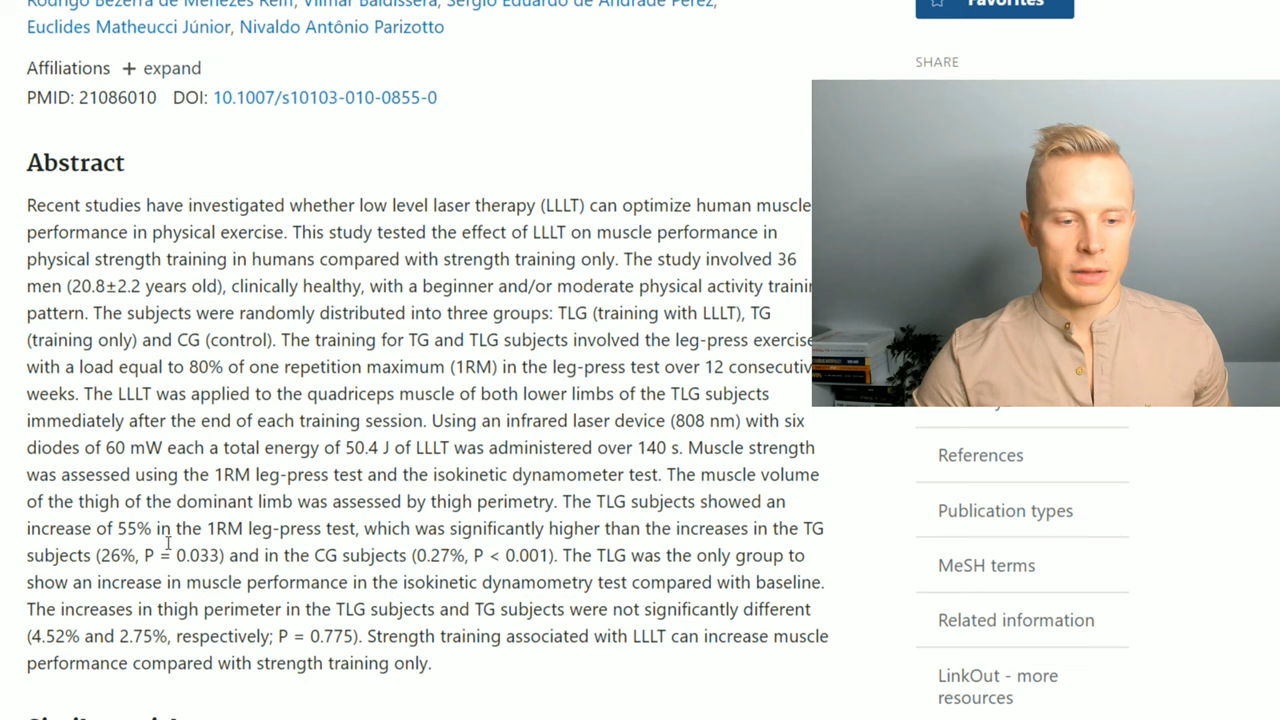 Rodrigo Bezerra de Menezes Reiff, Vilmar Baldissera, Sérgio Eduardo de Andrade Perez,
Euclides Matheucci Júnior, Nivaldo Antônio Parizotto
Favorites
Affiliations + expand
SHARE
PMID: 21086010 DOI: 10.1007/s10103-010-0855-0
Abstract
Recent studies have investigated whether low level laser therapy (LLLT) can optimize human muscle
performance in physical exercise. This study tested the effect of LLLT on muscle performance in
physical strength training in humans compared with strength training only. The study involved 36
men (20.8±2.2 years old), clinically healthy, with a beginner and/or moderate physical activity trainin
pattern. The subjects were randomly distributed into three groups: TLG (training with LLLT), TG
(training only) and CG (control). The training for TG and TLG subjects involved the leg-press exercise
with a load equal to 80% of one repetition maximum (1RM) in the leg-press test over 12 consecutiv
weeks. The LLLT was applied to the quadriceps muscle of both lower limbs of the TLG subjects
immediately after the end of each training session. Using an infrared laser device (808 nm) with six
diodes of 60 mW each a total energy of 50.4 J of LLLT was administered over 140 s. Muscle strength
was assessed using the 1RM leg-press test and the isokinetic dynamometer test. The muscle volume
of the thigh of the dominant limb was assessed by thigh perimetry. The TLG subjects showed an
increase of 55% in the 1RM leg-press test, which was significantly higher than the increases in the TG
subjects (26%, P = 0.033) and in the CG subjects (0.27%, P < 0.001). The TLG was the only group to
show an increase in muscle performance in the isokinetic dynamometry test compared with baseline.
The increases in thigh perimeter in the TLG subjects and TG subjects were not significantly different
(4.52% and 2.75%, respectively; P = 0.775). Strength training associated with LLLT can increase muscle
performance compared with strength training only.
References
Publication types
MeSH terms
Related information
LinkOut - more
resources